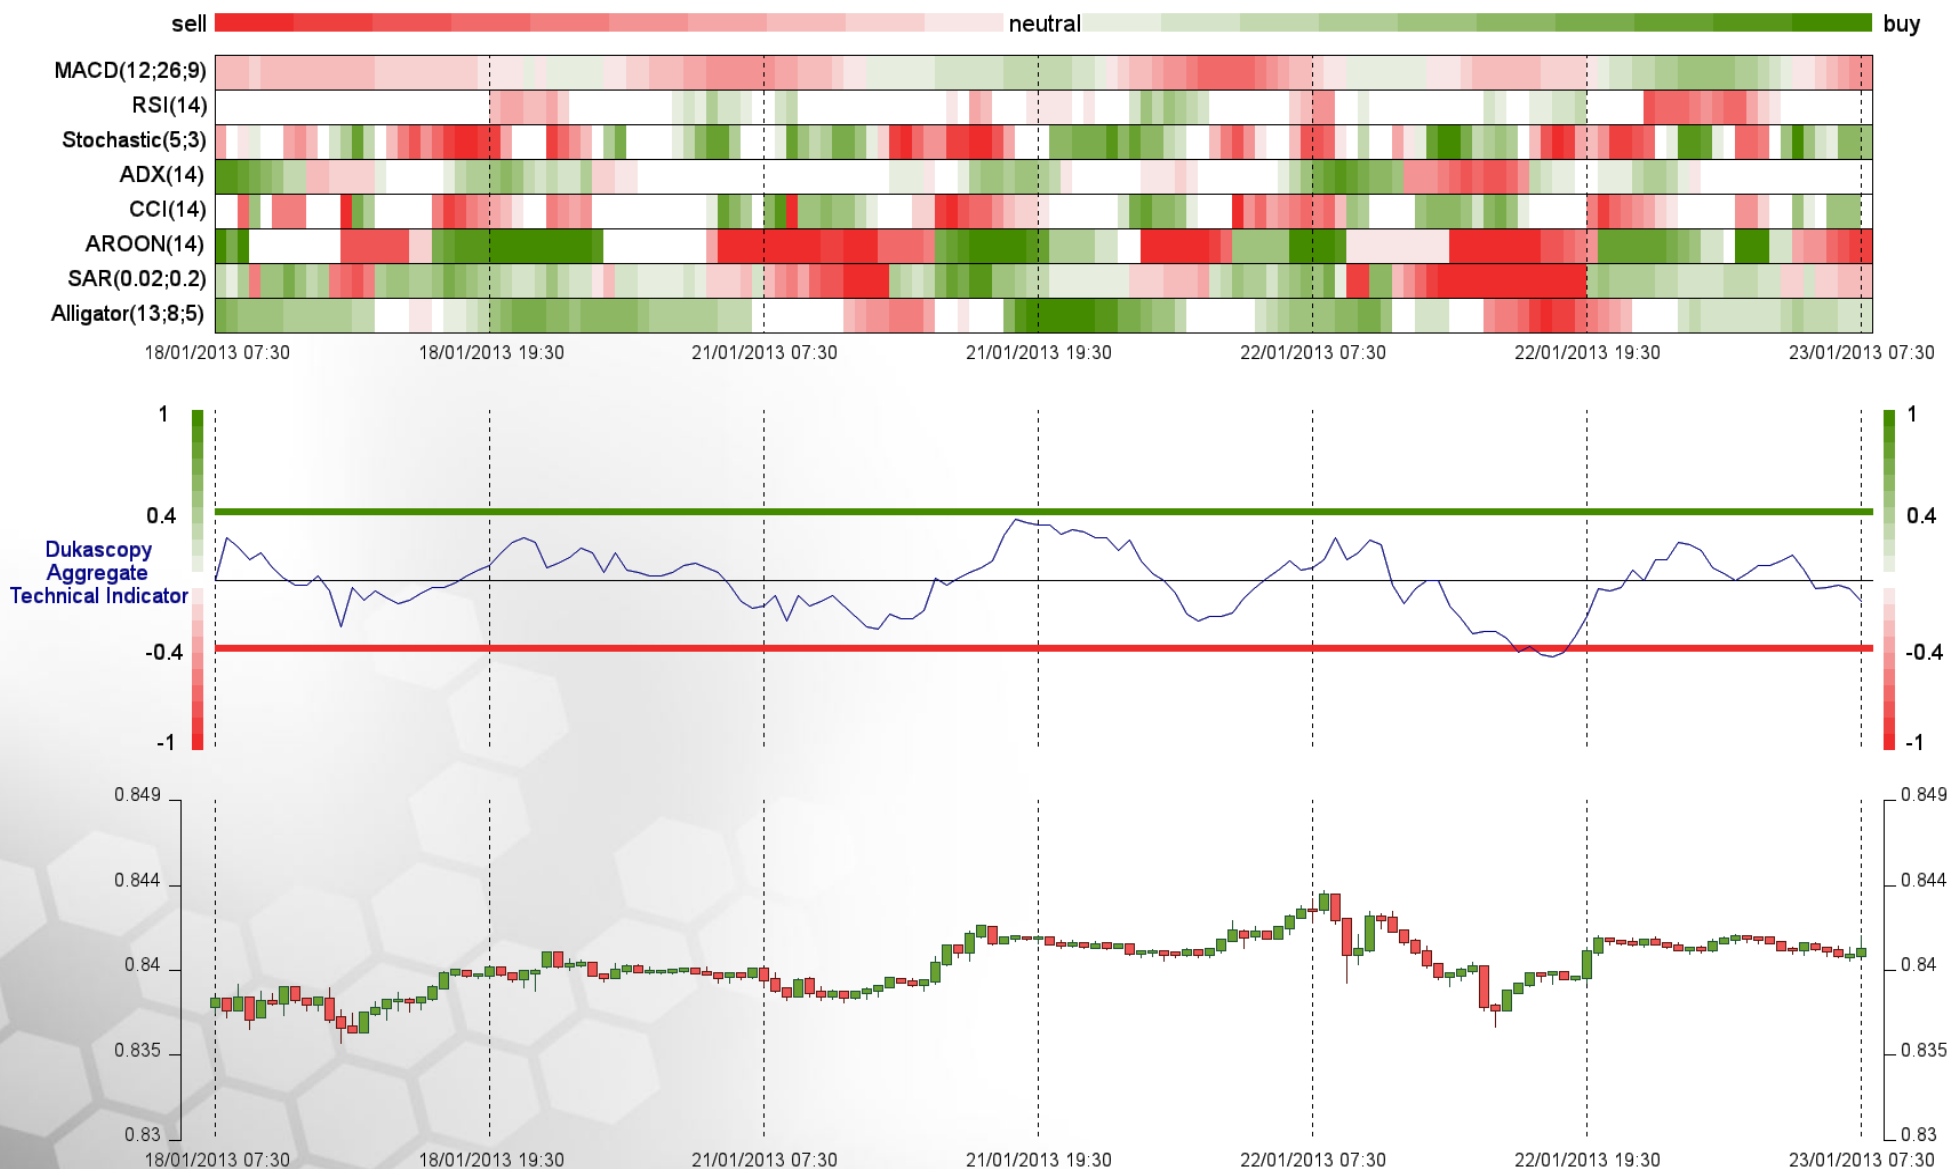 sell neutral buy
MACD(12;26;9)
RSI(14)
Stochastic(5;3)
ADX(14)
CCI(14)
AROON(14)
SAR(0.02;0.2)
Alligator(13;8;5)
18/01/2013 07:30 18/01/2013 19:30 21/01/2013 07:30 21/01/2013 19:30 22/01/2013 07:30 22/01/2013 19:30 23/01/2013 07:30
1 1
0.4 0.4
Dukascopy
Aggregate
Technical Indicator
-0.4 -0.4
-1 -1
0.849 0.849
0.844 0.844
0.84 0.84
0.835 0.835
0.83 0.83
18/01/2013 07:30 18/01/2013 19:30 21/01/2013 07:30 21/01/2013 19:30 22/01/2013 07:30 22/01/2013 19:30 23/01/2013 07:30